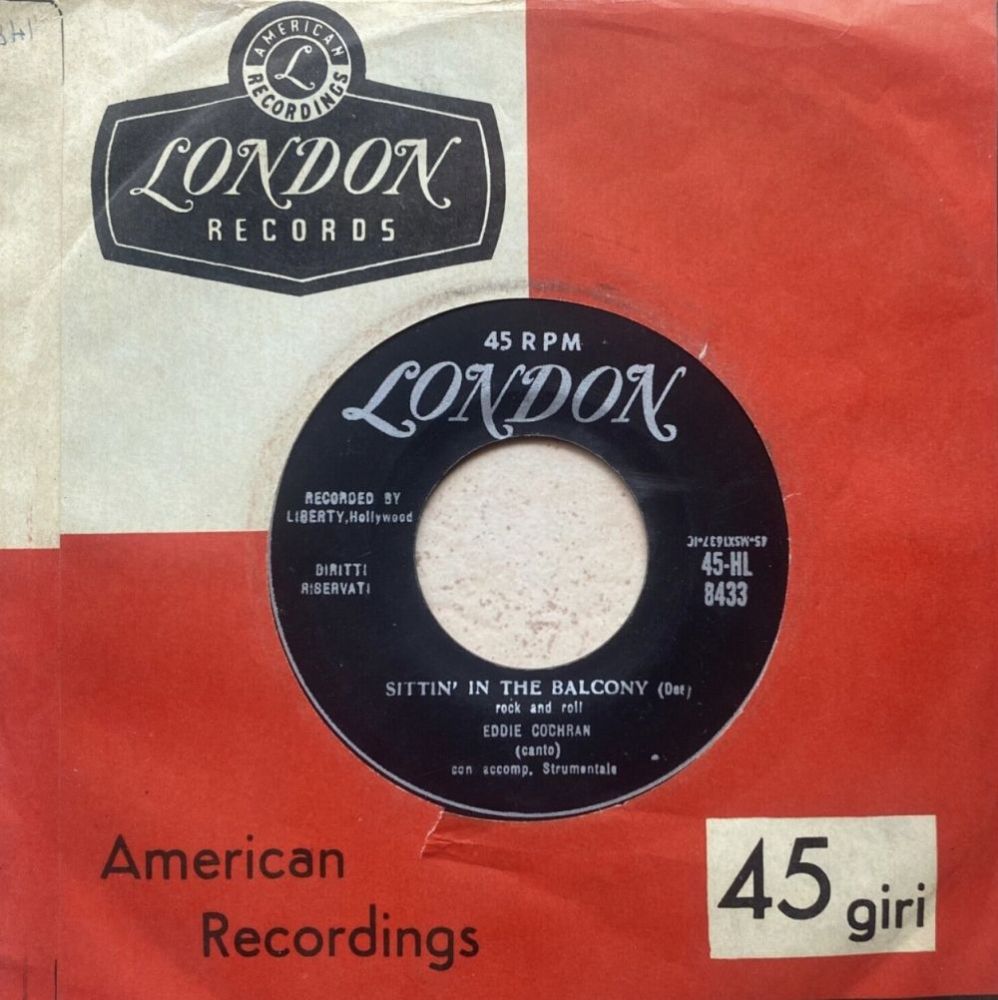 AMERICAN
L
RECORDINGS
LONDON
RECORDS
45 RPM
LONDON
RECORDED BY
LIBERTY, Hollywood
DIRITTI
RISERVATI
45-HL
8433
SITTIN' IN THE BALCONY
rock and roll
EDDIE COCHRAN
(canto)
con accomp. Strumentale
American
Recordings
45 giri